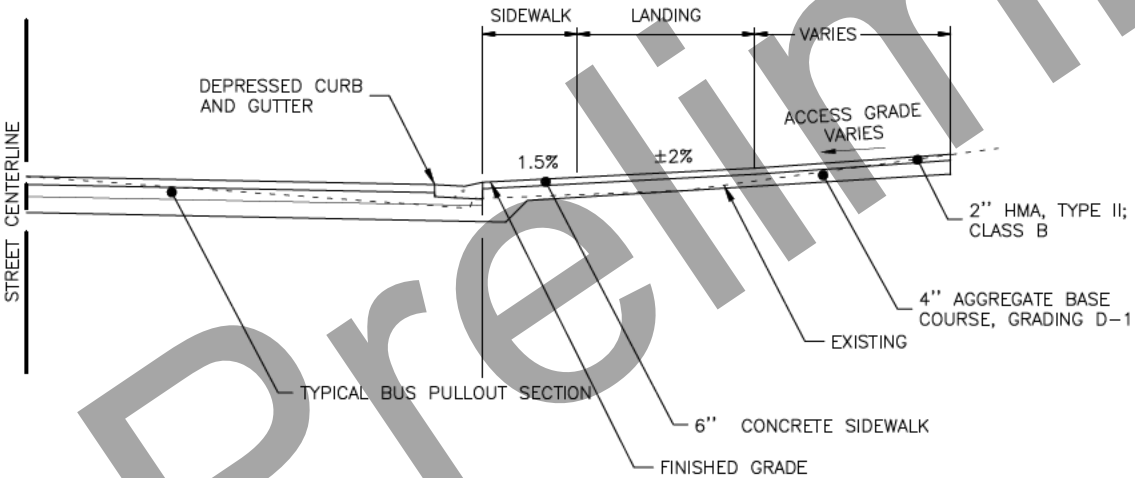 SIDEWALK
LANDING
VARIES
DEPRESSED CURB
AND GUTTER
ACCESS GRADE
VARIES
STREET CENTERLINE
1.5%
±2%
2'' HMA, TYPE II;
CLASS B
4'' AGGREGATE BASE
COURSE, GRADING D-1
EXISTING
TYPICAL BUS PULLOUT SECTION
6'' CONCRETE SIDEWALK
FINISHED GRADE
Prelim